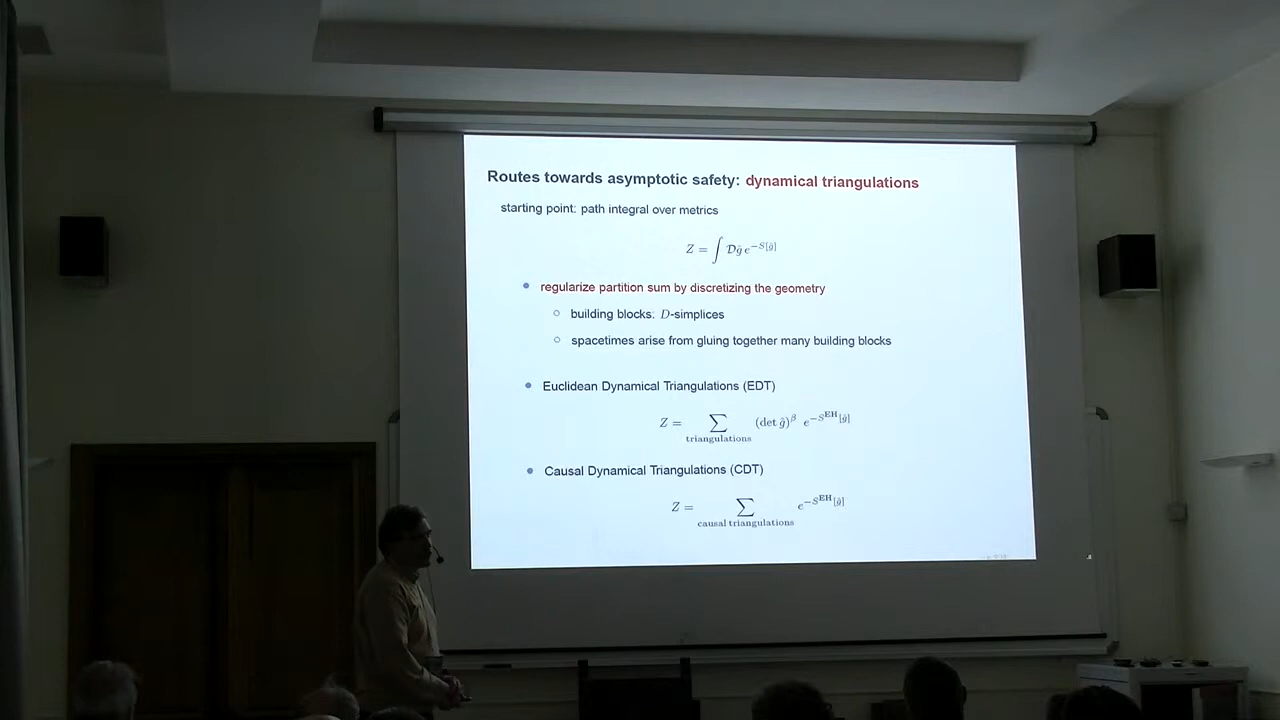 Routes towards asymptotic safety: dynamical triangulations
starting point: path integral over metrics
Z = ∫ 𝒟ĝ e^{−S[ĝ]}
• regularize partition sum by discretizing the geometry
○ building blocks: D-simplices
○ spacetimes arise from gluing together many building blocks
• Euclidean Dynamical Triangulations (EDT)
Z = ∑_{triangulations} (det ĝ)^β e^{−S^{EH}[ĝ]}
• Causal Dynamical Triangulations (CDT)
Z = ∑_{causal triangulations} e^{−S^{EH}[ĝ]}